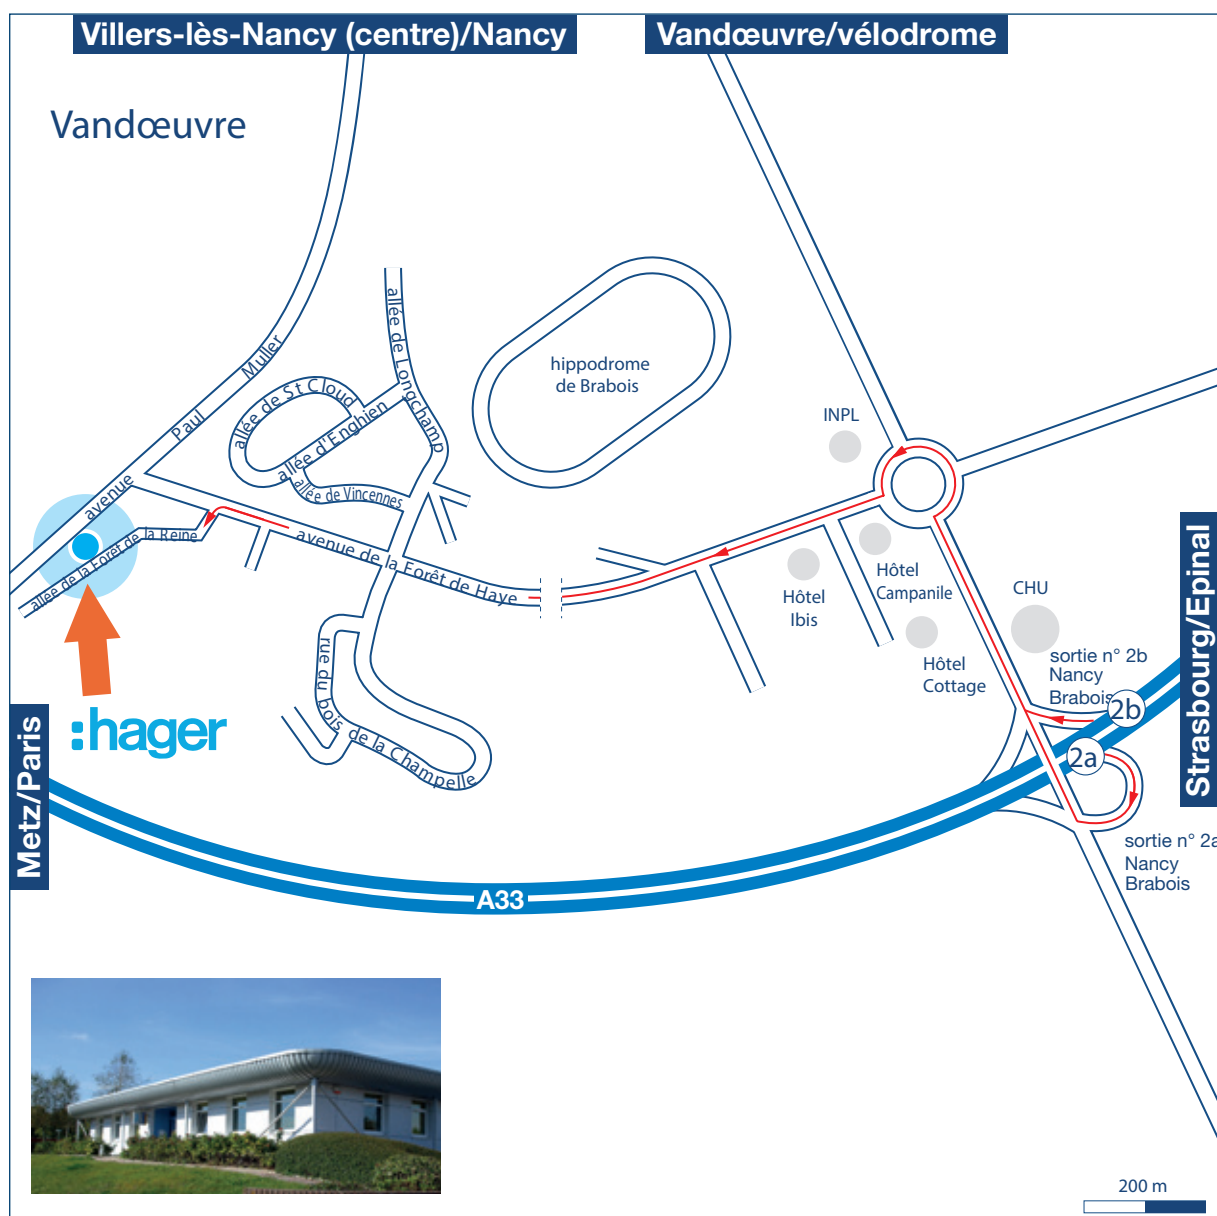 Villers-lès-Nancy (centre)/Nancy
Vandœuvre/vélodrome
Vandœuvre
avenue Paul Muller
allée de St Cloud
allée d'Enghien
allée de Longchamp
allée de Vincennes
hippodrome
de Brabois
INPL
avenue de la Forêt de Haye
allée de la Forêt de la Reine
Hôtel
Ibis
Hôtel
Campanile
Hôtel
Cottage
CHU
sortie n° 2b
Nancy
Brabois
2b
2a
sortie n° 2a
Nancy
Brabois
Strasbourg/Epinal
rue du bois de la Champelle
:hager
Metz/Paris
A33
200 m